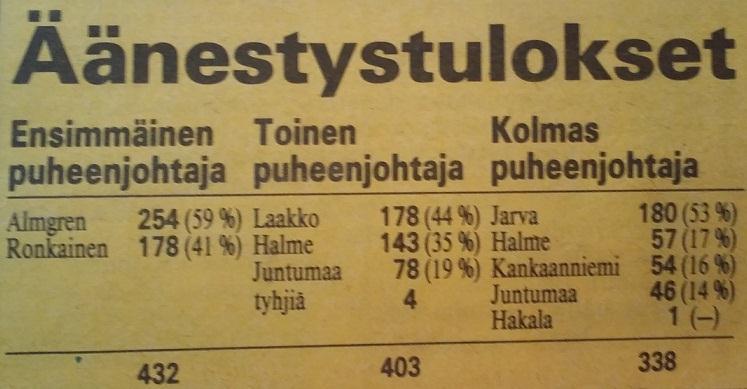 Äänestystulokset
Ensimmäinen puheenjohtaja
Almgren 254 (59 %)
Ronkainen 178 (41 %)
432
Toinen puheenjohtaja
Laakko 178 (44 %)
Halme 143 (35 %)
Juntumaa 78 (19 %)
tyhjiä 4
403
Kolmas puheenjohtaja
Jarva 180 (53 %)
Halme 57 (17 %)
Kankaanniemi 54 (16 %)
Juntumaa 46 (14 %)
Hakala 1 (–)
338